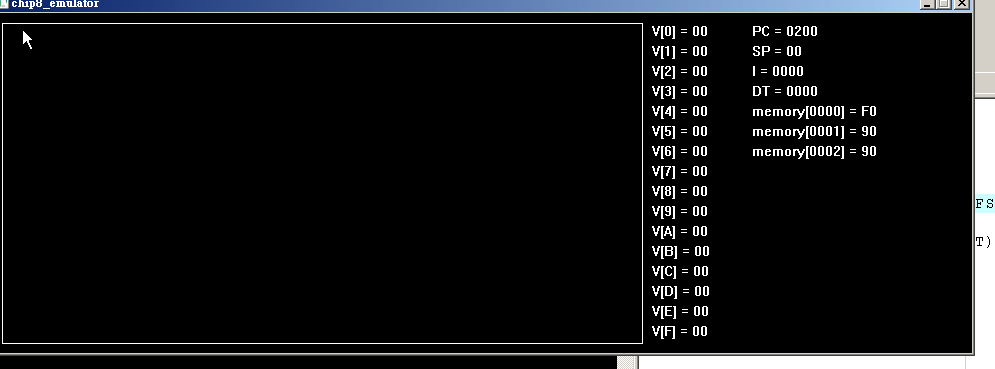 chip8_emulator
V[0] = 00 PC = 0200
V[1] = 00 SP = 00
V[2] = 00 I = 0000
V[3] = 00 DT = 0000
V[4] = 00 memory[0000] = F0
V[5] = 00 memory[0001] = 90
V[6] = 00 memory[0002] = 90
V[7] = 00
V[8] = 00
V[9] = 00
FS
V[A] = 00
T)
V[B] = 00
V[C] = 00
V[D] = 00
V[E] = 00
V[F] = 00